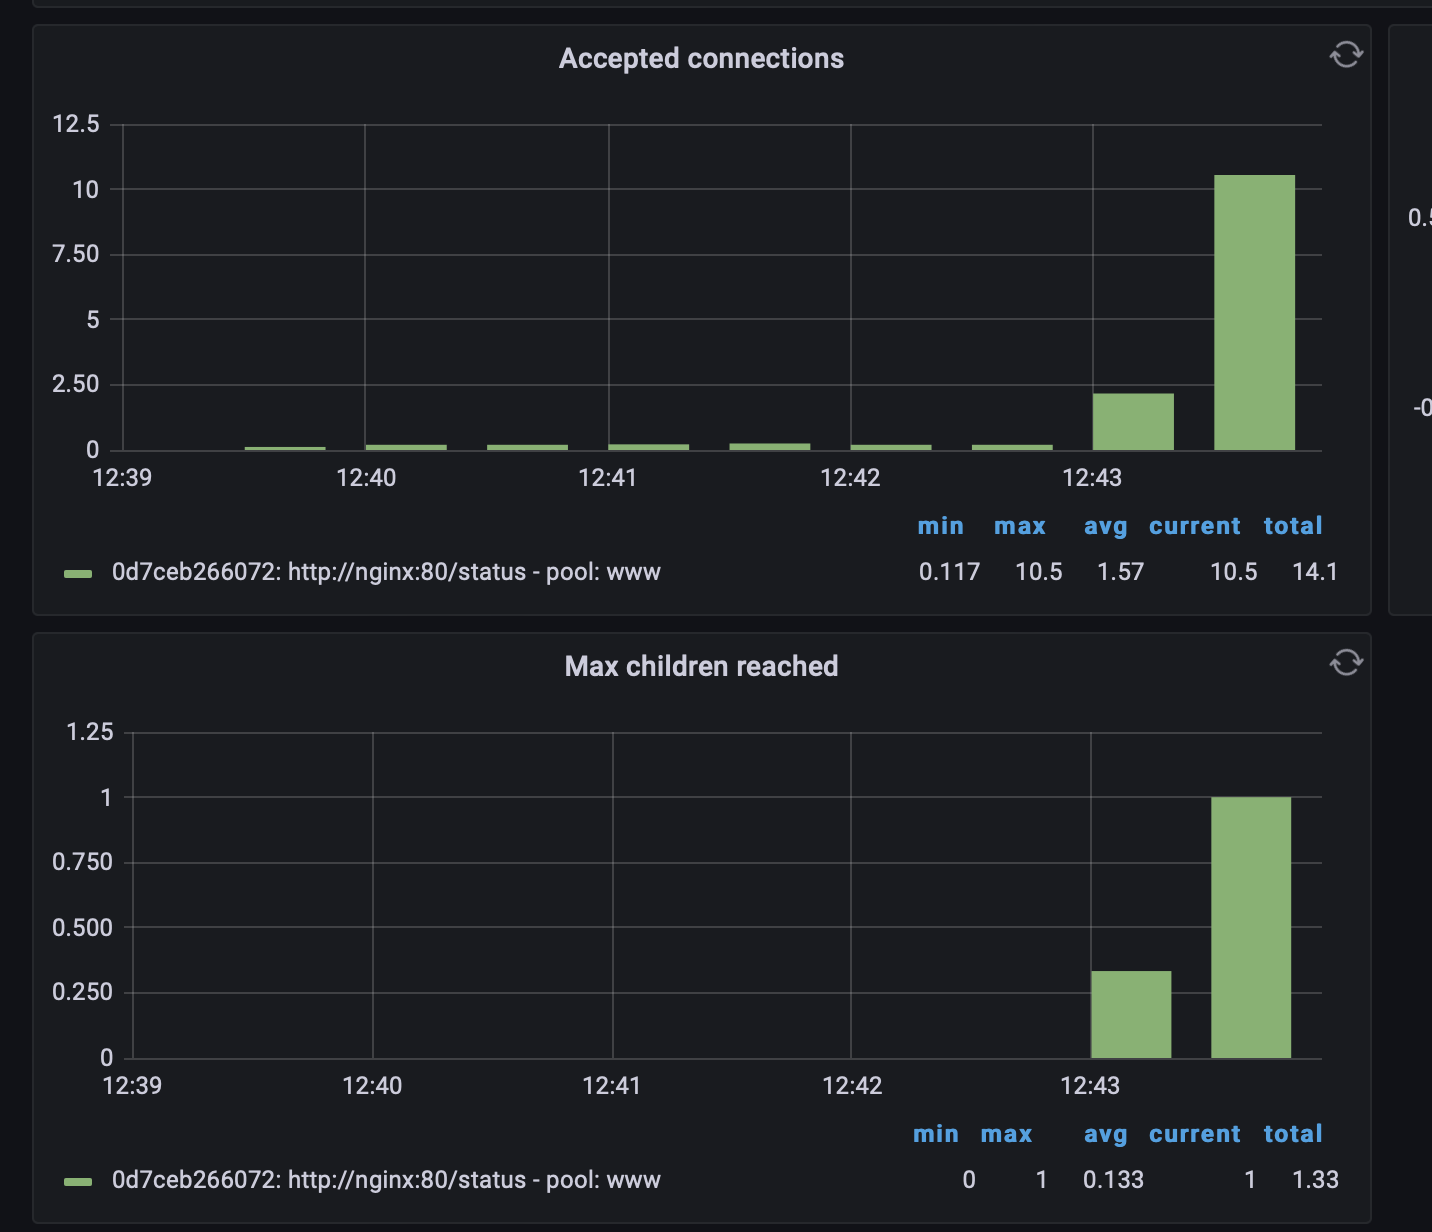 Accepted connections
12.5
10
7.50
5
2.50
0
12:39 12:40 12:41 12:42 12:43
min max avg current total
0d7ceb266072: http://nginx:80/status - pool: www 0.117 10.5 1.57 10.5 14.1
Max children reached
1.25
1
0.750
0.500
0.250
0
12:39 12:40 12:41 12:42 12:43
min max avg current total
0d7ceb266072: http://nginx:80/status - pool: www 0 1 0.133 1 1.33